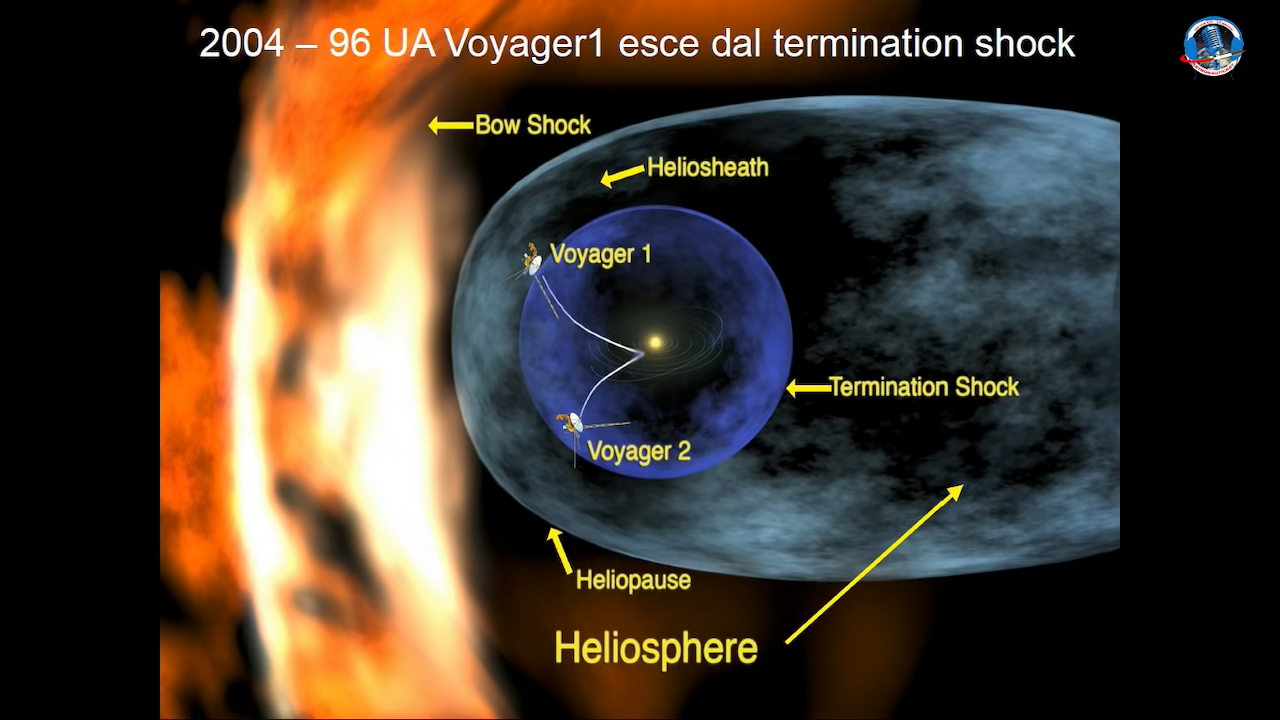 2004 – 96 UA Voyager1 esce dal termination shock
Bow Shock
Heliosheath
Voyager 1
Termination Shock
Voyager 2
Heliopause
Heliosphere